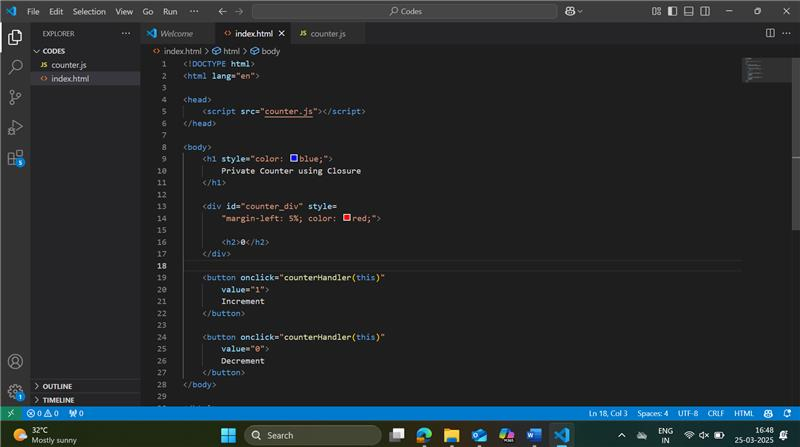 File Edit Selection View Go Run ··· Codes
EXPLORER ···
CODES
counter.js
index.html
OUTLINE
TIMELINE
5
1
Welcome index.html counter.js
index.html > html > body
1 <!DOCTYPE html>
2 <html lang="en">
3
4 <head>
5 <script src="counter.js"></script>
6 </head>
7
8 <body>
9 <h1 style="color: blue;">
10 Private Counter using Closure
11 </h1>
12
13 <div id="counter_div" style=
14 "margin-left: 5%; color: red;">
15
16 <h2>0</h2>
17 </div>
18
19 <button onclick="counterHandler(this)"
20 value="1">
21 Increment
22 </button>
23
24 <button onclick="counterHandler(this)"
25 value="0">
26 Decrement
27 </button>
28 </body>
29
0 0 0 Ln 18, Col 3 Spaces: 4 UTF-8 CRLF HTML
32°C
Mostly sunny
Search
ENG
IN
16:48
25-03-2025